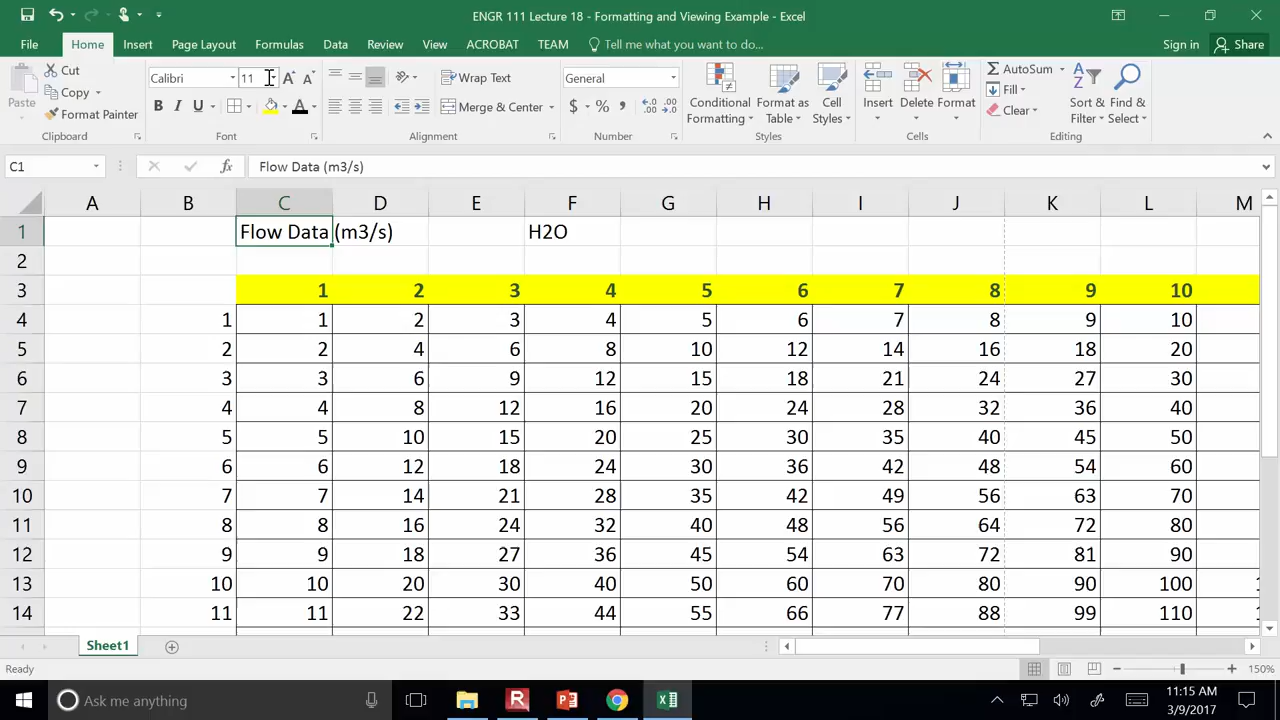 ENGR 111 Lecture 18 - Formatting and Viewing Example - Excel
File Home Insert Page Layout Formulas Data Review View ACROBAT TEAM Tell me what you want to do... Sign in Share
Paste Cut Copy Format Painter
Clipboard
Calibri 11
B I U A
Font
Wrap Text
Merge & Center
Alignment
General
$ % ,
Number
Conditional Formatting Format as Table Cell Styles
Styles
Insert Delete Format
Cells
AutoSum
Fill
Clear
Sort & Filter Find & Select
Editing
C1 fx Flow Data (m3/s)
A B C D E F G H I J K L M
1 Flow Data (m3/s) H2O
2
3 1 2 3 4 5 6 7 8 9 10
4 1 1 2 3 4 5 6 7 8 9 10
5 2 2 4 6 8 10 12 14 16 18 20
6 3 3 6 9 12 15 18 21 24 27 30
7 4 4 8 12 16 20 24 28 32 36 40
8 5 5 10 15 20 25 30 35 40 45 50
9 6 6 12 18 24 30 36 42 48 54 60
10 7 7 14 21 28 35 42 49 56 63 70
11 8 8 16 24 32 40 48 56 64 72 80
12 9 9 18 27 36 45 54 63 72 81 90
13 10 10 20 30 40 50 60 70 80 90 100 1
14 11 11 22 33 44 55 66 77 88 99 110 1
Sheet1
Ready 150%
Ask me anything
11:15 AM
3/9/2017